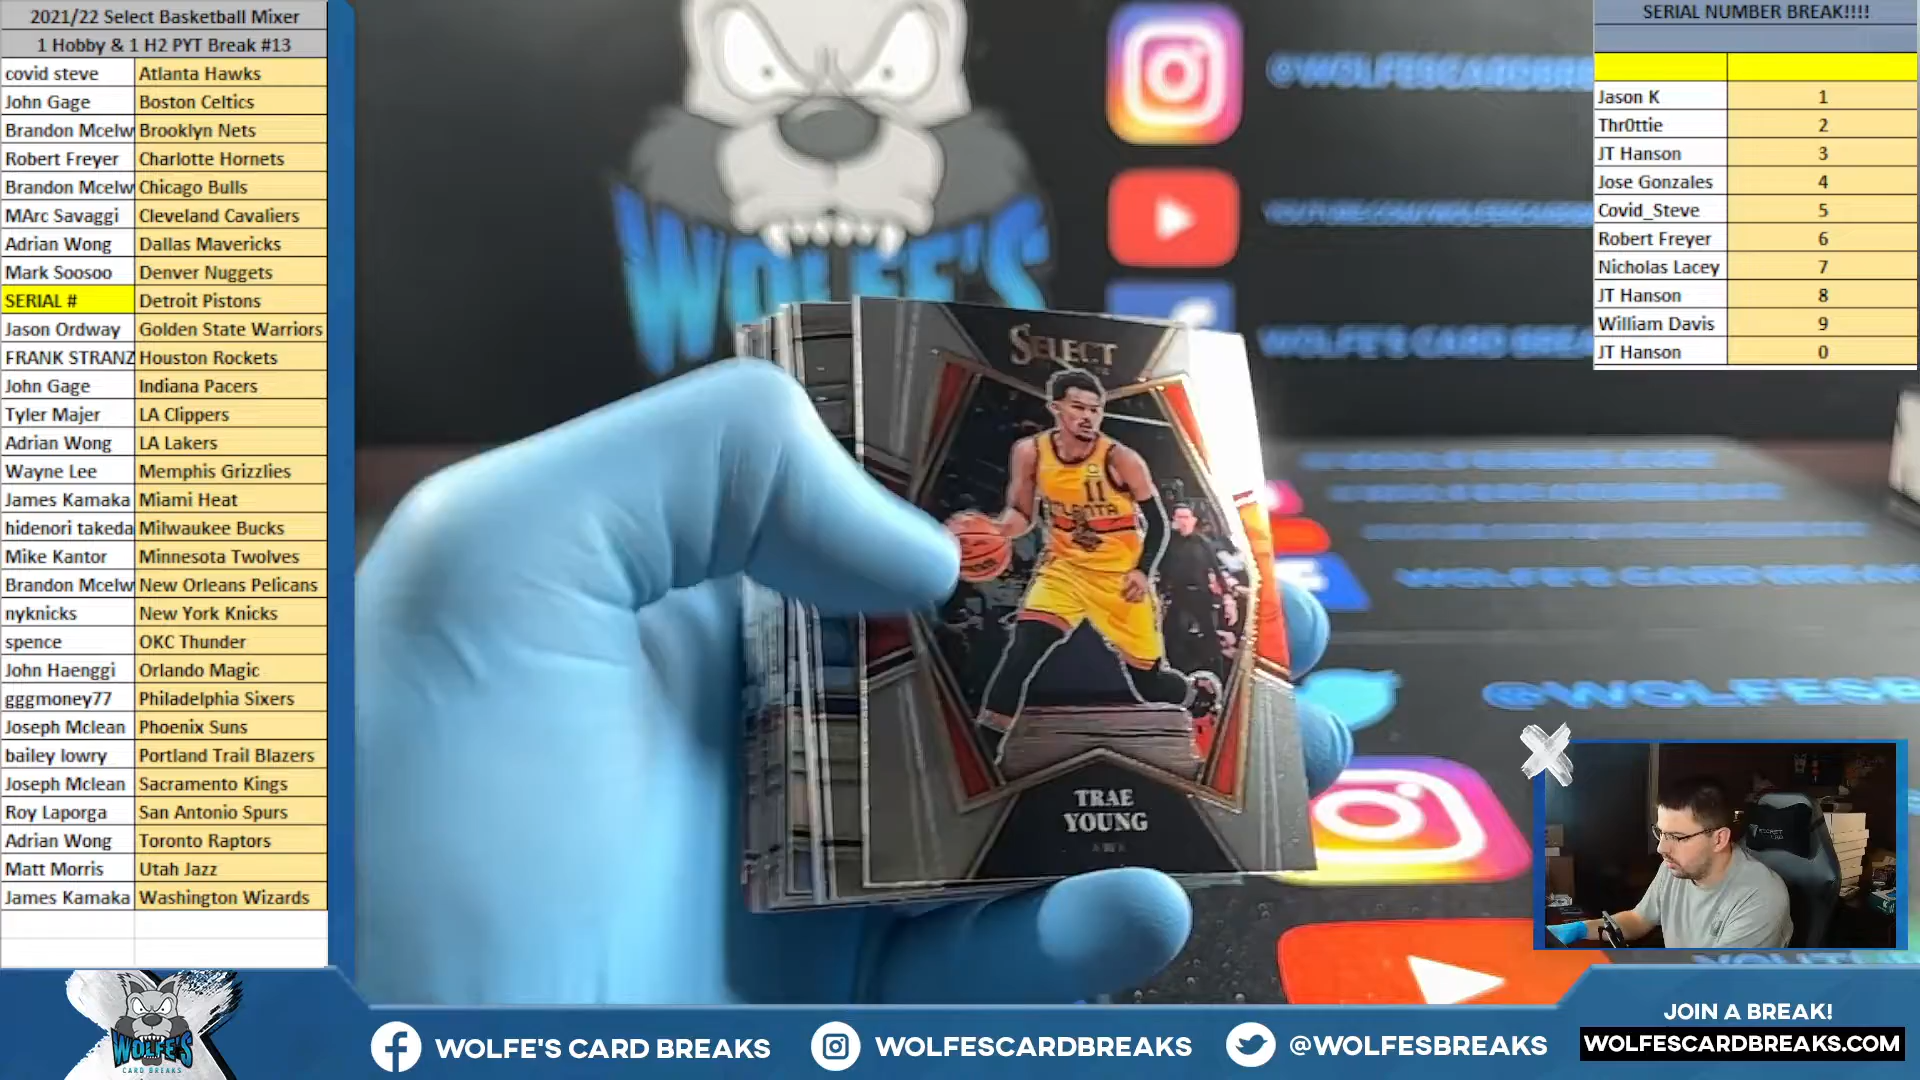 2021/22 Select Basketball Mixer
1 Hobby & 1 H2 PYT Break #13
covid steve Atlanta Hawks
John Gage Boston Celtics
Brandon Mcelw Brooklyn Nets
Robert Freyer Charlotte Hornets
Brandon Mcelw Chicago Bulls
MArc Savaggi Cleveland Cavaliers
Adrian Wong Dallas Mavericks
Mark Soosoo Denver Nuggets
SERIAL # Detroit Pistons
Jason Ordway Golden State Warriors
FRANK STRANZ Houston Rockets
John Gage Indiana Pacers
Tyler Majer LA Clippers
Adrian Wong LA Lakers
Wayne Lee Memphis Grizzlies
James Kamaka Miami Heat
hidenori takeda Milwaukee Bucks
Mike Kantor Minnesota Twolves
Brandon Mcelw New Orleans Pelicans
nyknicks New York Knicks
spence OKC Thunder
John Haenggi Orlando Magic
gggmoney77 Philadelphia Sixers
Joseph Mclean Phoenix Suns
bailey lowry Portland Trail Blazers
Joseph Mclean Sacramento Kings
Roy Laporga San Antonio Spurs
Adrian Wong Toronto Raptors
Matt Morris Utah Jazz
James Kamaka Washington Wizards
SERIAL NUMBER BREAK!!!!
Jason K 1
Thr0ttie 2
JT Hanson 3
Jose Gonzales 4
Covid_Steve 5
Robert Freyer 6
Nicholas Lacey 7
JT Hanson 8
William Davis 9
JT Hanson 0
@WOLFESCARDBRE
WOLFE'S
WOLFE'S CARD BREA
SELECT
11
ATLANTA
TRAE
YOUNG
@WOLFESB
WOLFE'S
CARD BREAKS
WOLFE'S CARD BREAKS
WOLFESCARDBREAKS
@WOLFESBREAKS
JOIN A BREAK!
WOLFESCARDBREAKS.COM